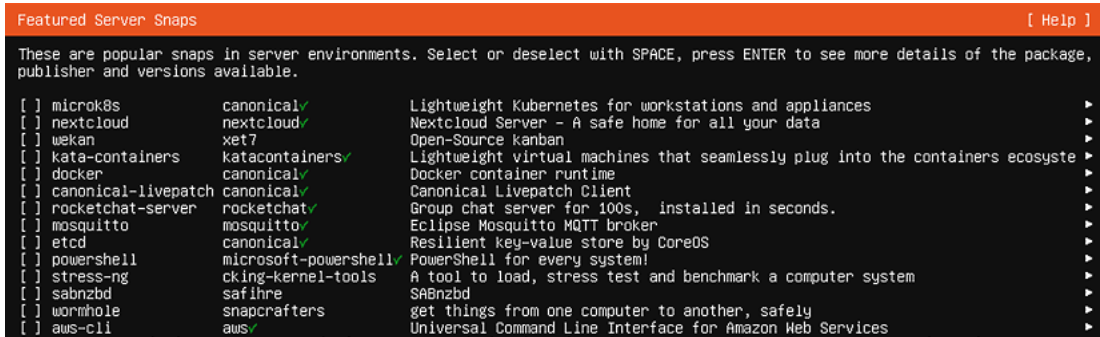 Featured Server Snaps [ Help ]
These are popular snaps in server environments. Select or deselect with SPACE, press ENTER to see more details of the package,
publisher and versions available.
[ ] microk8s canonical✓ Lightweight Kubernetes for workstations and appliances ▸
[ ] nextcloud nextcloud✓ Nextcloud Server - A safe home for all your data ▸
[ ] wekan xet7 Open-Source kanban ▸
[ ] kata-containers katacontainers✓ Lightweight virtual machines that seamlessly plug into the containers ecosyste ▸
[ ] docker canonical✓ Docker container runtime ▸
[ ] canonical-livepatch canonical✓ Canonical Livepatch Client ▸
[ ] rocketchat-server rocketchat✓ Group chat server for 100s, installed in seconds. ▸
[ ] mosquitto mosquitto✓ Eclipse Mosquitto MQTT broker ▸
[ ] etcd canonical✓ Resilient key-value store by CoreOS ▸
[ ] powershell microsoft-powershell✓ PowerShell for every system! ▸
[ ] stress-ng cking-kernel-tools A tool to load, stress test and benchmark a computer system ▸
[ ] sabnzbd safihre SABnzbd ▸
[ ] wormhole snapcrafters get things from one computer to another, safely ▸
[ ] aws-cli aws✓ Universal Command Line Interface for Amazon Web Services ▸